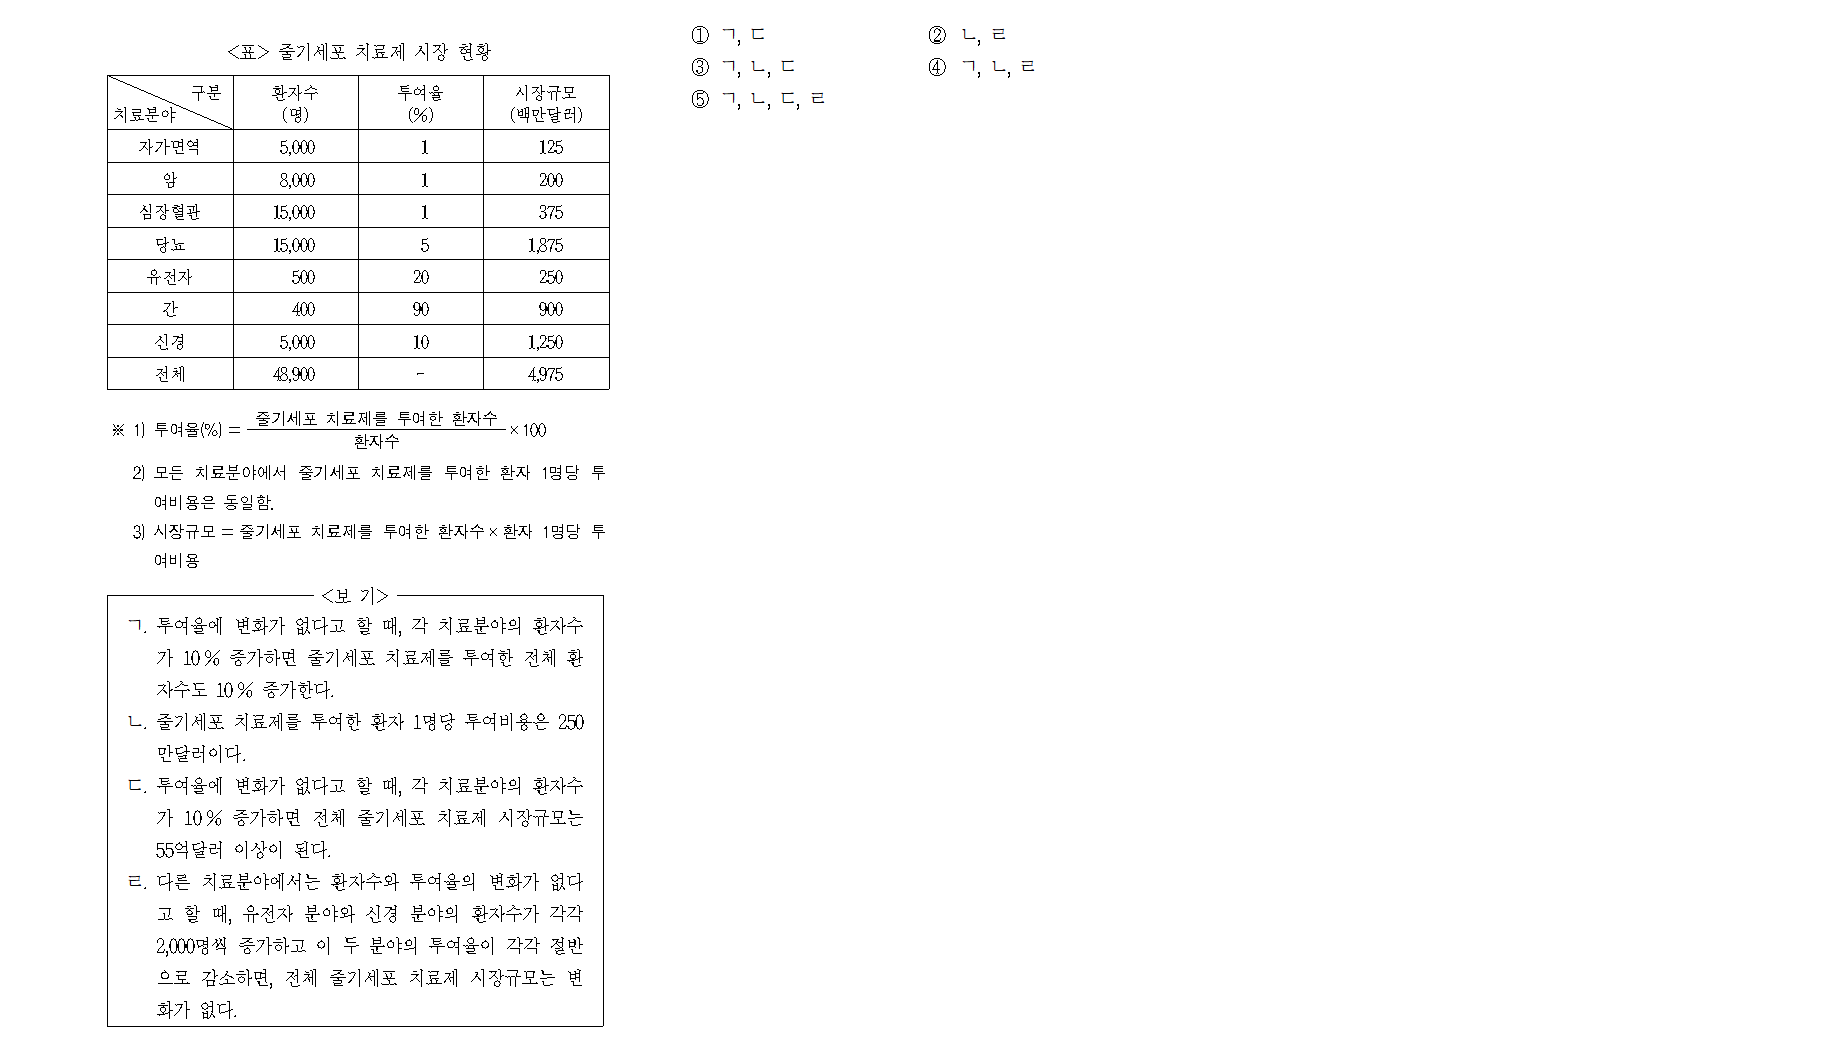 <표> 줄기세포 치료제 시장 현황
구분 환자수 투여율 시장규모
치료분야 (명) (%) (백만달러)
자가면역 5,000 1 125
암 8,000 1 200
심장혈관 15,000 1 375
당뇨 15,000 5 1,875
유전자 500 20 250
간 400 90 900
신경 5,000 10 1,250
전체 48,900 - 4,975
※ 1) 투여율(%) = 줄기세포 치료제를 투여한 환자수 / 환자수 × 100
2) 모든 치료분야에서 줄기세포 치료제를 투여한 환자 1명당 투
여비용은 동일함.
3) 시장규모 = 줄기세포 치료제를 투여한 환자수 × 환자 1명당 투
여비용
<보 기>
ㄱ. 투여율에 변화가 없다고 할 때, 각 치료분야의 환자수
가 10% 증가하면 줄기세포 치료제를 투여한 전체 환
자수도 10% 증가한다.
ㄴ. 줄기세포 치료제를 투여한 환자 1명당 투여비용은 250
만달러이다.
ㄷ. 투여율에 변화가 없다고 할 때, 각 치료분야의 환자수
가 10% 증가하면 전체 줄기세포 치료제 시장규모는
55억달러 이상이 된다.
ㄹ. 다른 치료분야에서는 환자수와 투여율의 변화가 없다
고 할 때, 유전자 분야와 신경 분야의 환자수가 각각
2,000명씩 증가하고 이 두 분야의 투여율이 각각 절반
으로 감소하면, 전체 줄기세포 치료제 시장규모는 변
화가 없다.
① ㄱ, ㄷ ② ㄴ, ㄹ
③ ㄱ, ㄴ, ㄷ ④ ㄱ, ㄴ, ㄹ
⑤ ㄱ, ㄴ, ㄷ, ㄹ